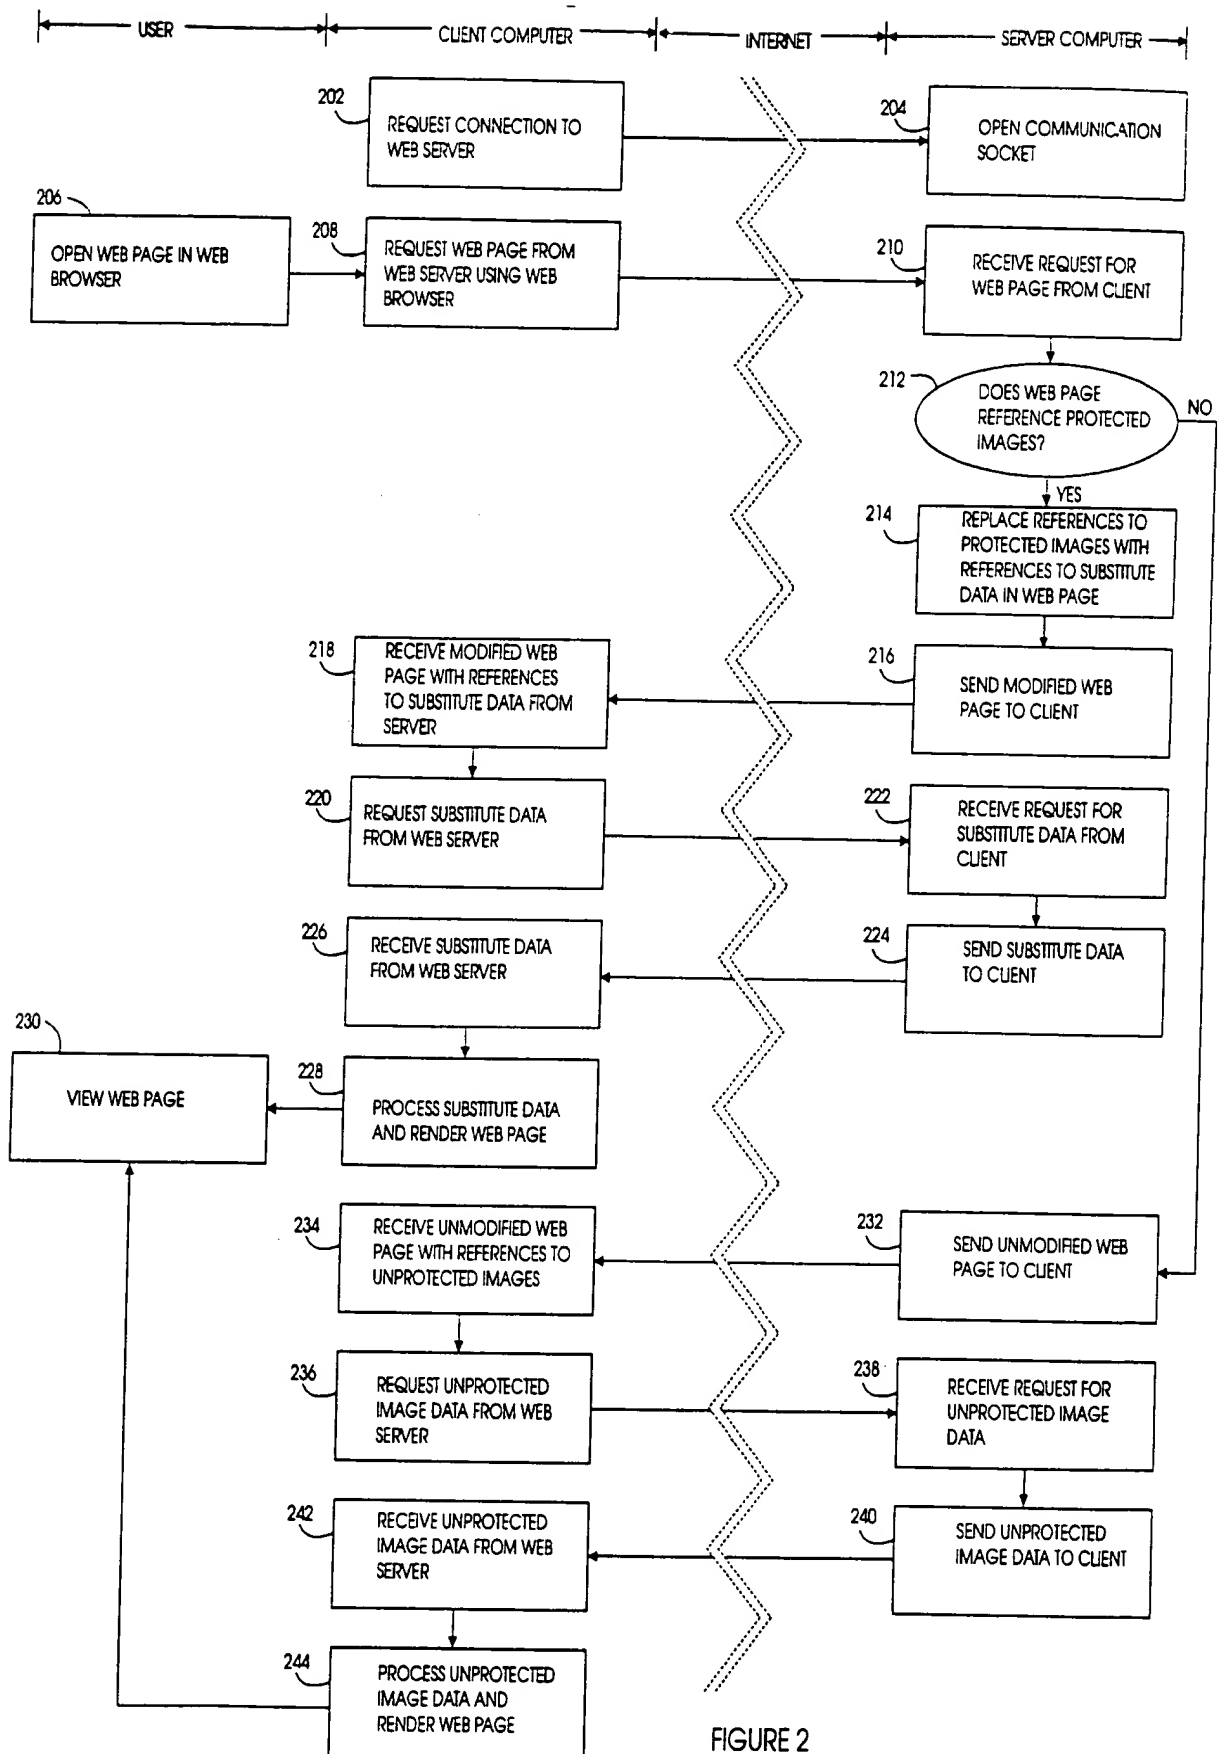 USER
CLIENT COMPUTER
INTERNET
SERVER COMPUTER
202
REQUEST CONNECTION TO
WEB SERVER
204
OPEN COMMUNICATION
SOCKET
206
OPEN WEB PAGE IN WEB
BROWSER
208
REQUEST WEB PAGE FROM
WEB SERVER USING WEB
BROWSER
210
RECEIVE REQUEST FOR
WEB PAGE FROM CLIENT
212
DOES WEB PAGE
REFERENCE PROTECTED
IMAGES?
NO
YES
214
REPLACE REFERENCES TO
PROTECTED IMAGES WITH
REFERENCES TO SUBSTITUTE
DATA IN WEB PAGE
218
RECEIVE MODIFIED WEB
PAGE WITH REFERENCES
TO SUBSTITUTE DATA FROM
SERVER
216
SEND MODIFIED WEB
PAGE TO CLIENT
220
REQUEST SUBSTITUTE DATA
FROM WEB SERVER
222
RECEIVE REQUEST FOR
SUBSTITUTE DATA FROM
CLIENT
226
RECEIVE SUBSTITUTE DATA
FROM WEB SERVER
224
SEND SUBSTITUTE DATA
TO CLIENT
230
VIEW WEB PAGE
228
PROCESS SUBSTITUTE DATA
AND RENDER WEB PAGE
234
RECEIVE UNMODIFIED WEB
PAGE WITH REFERENCES TO
UNPROTECTED IMAGES
232
SEND UNMODIFIED WEB
PAGE TO CLIENT
236
REQUEST UNPROTECTED
IMAGE DATA FROM WEB
SERVER
238
RECEIVE REQUEST FOR
UNPROTECTED IMAGE
DATA
242
RECEIVE UNPROTECTED
IMAGE DATA FROM WEB
SERVER
240
SEND UNPROTECTED
IMAGE DATA TO CLIENT
244
PROCESS UNPROTECTED
IMAGE DATA AND
RENDER WEB PAGE
FIGURE 2